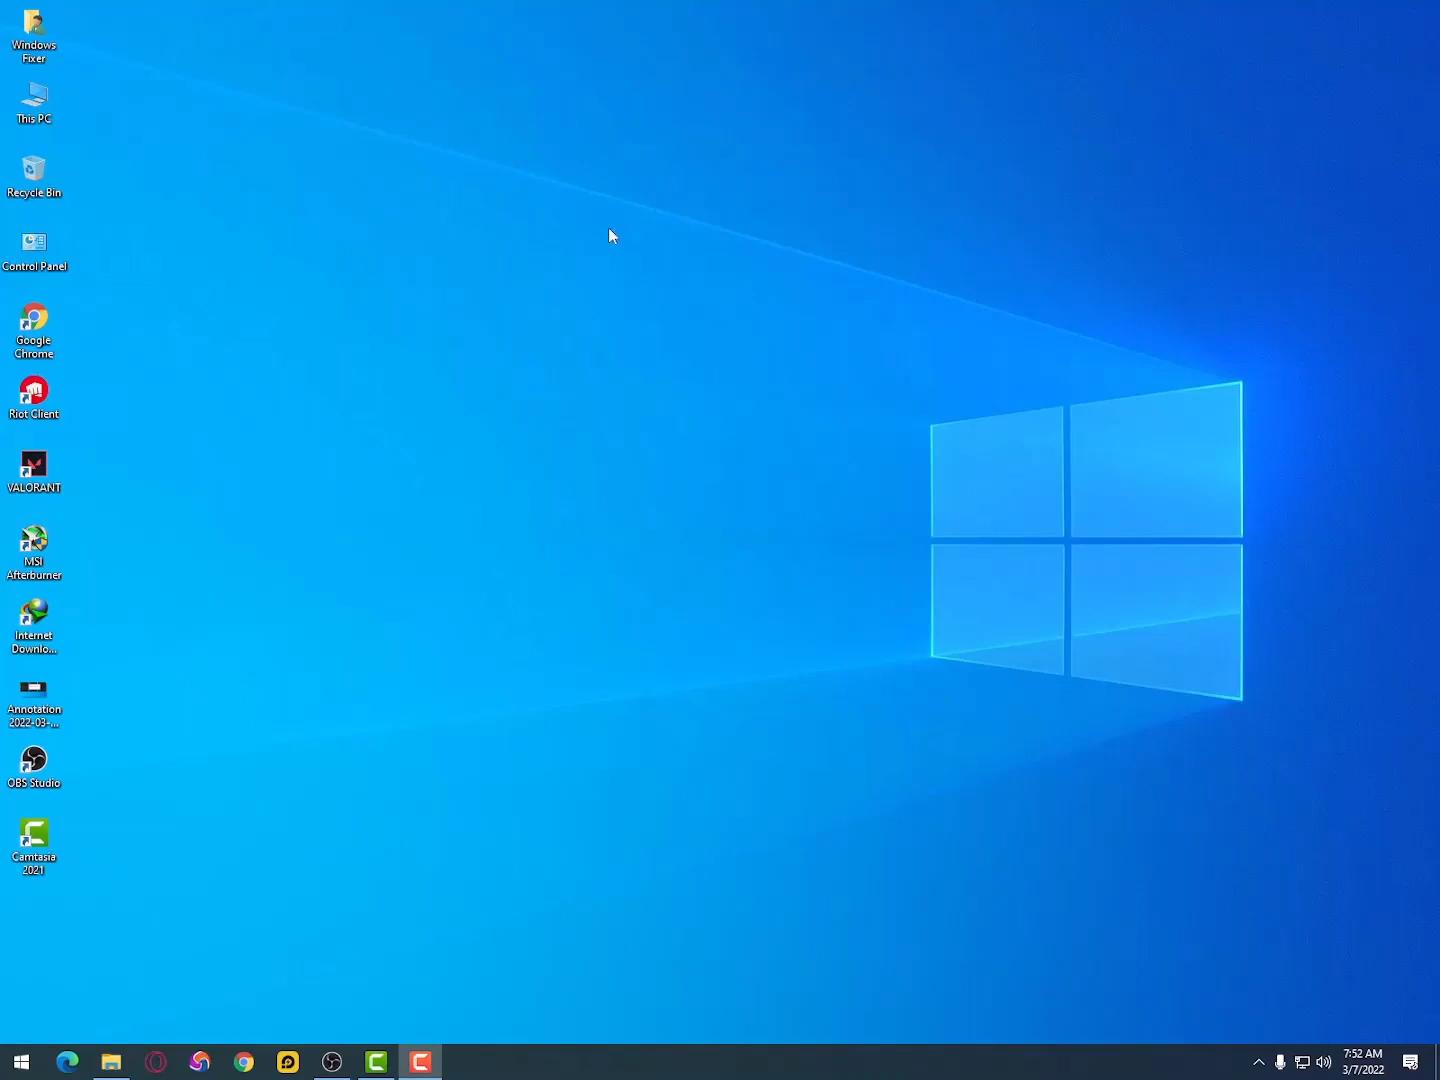 Windows
Fixer
This PC
Recycle Bin
Control Panel
Google
Chrome
Riot Client
VALORANT
MSI
Afterburner
Internet
Downlo...
Annotation
2022-03-...
OBS Studio
Camtasia
2021
7:52 AM
3/7/2022